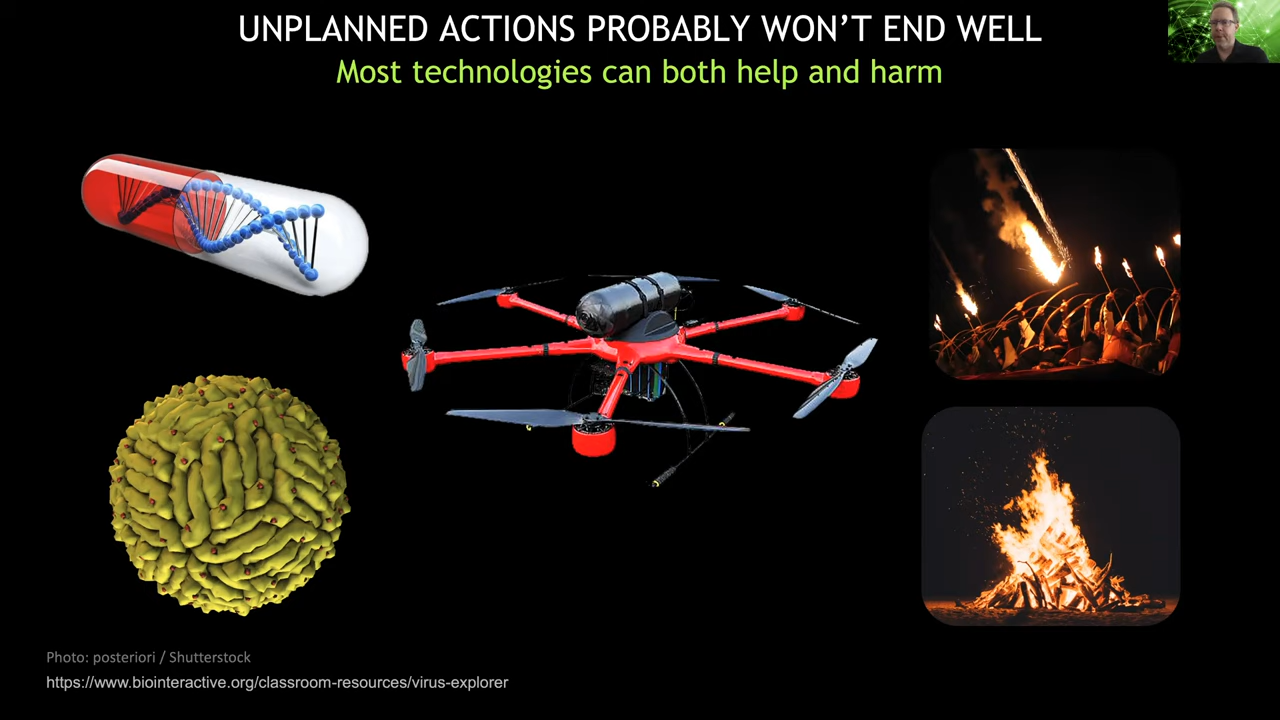 UNPLANNED ACTIONS PROBABLY WON’T END WELL
Most technologies can both help and harm
Photo: posteriori / Shutterstock
https://www.biointeractive.org/classroom-resources/virus-explorer